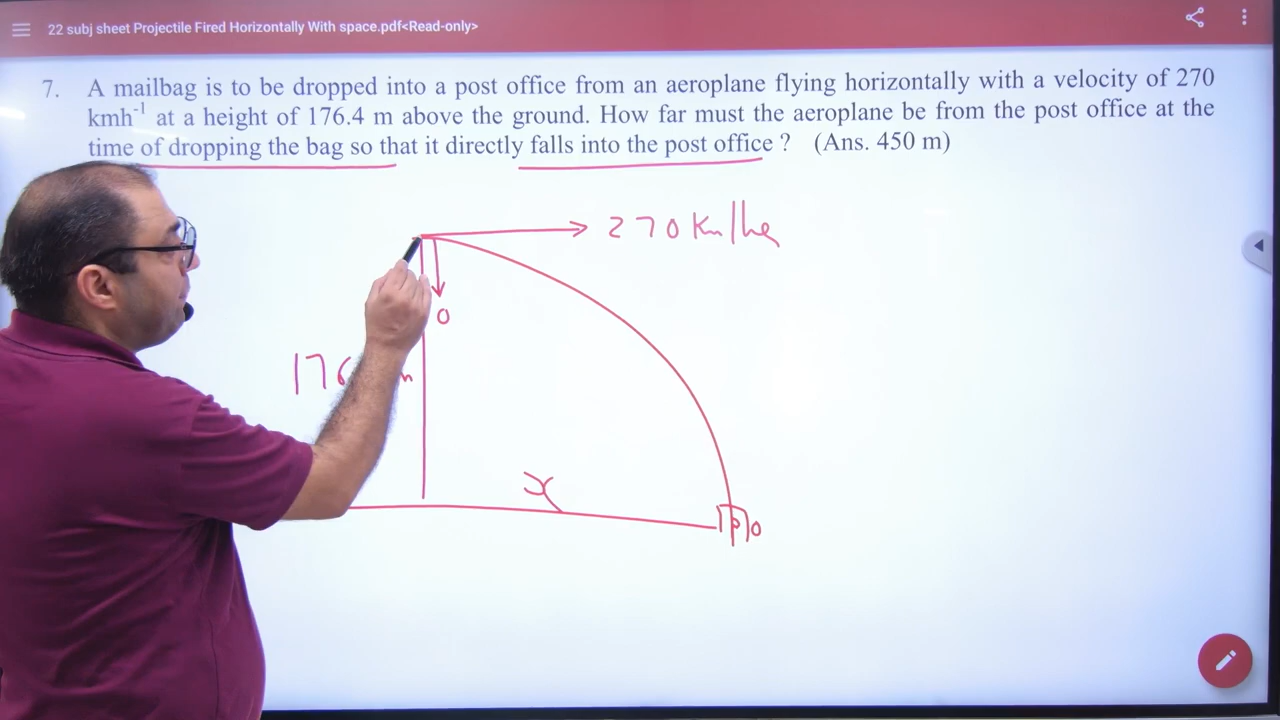 22 subj sheet Projectile Fired Horizontally With space.pdf<Read-only>
7. A mailbag is to be dropped into a post office from an aeroplane flying horizontally with a velocity of 270
kmh⁻¹ at a height of 176.4 m above the ground. How far must the aeroplane be from the post office at the
time of dropping the bag so that it directly falls into the post office ? (Ans. 450 m)
270 Km/hr
0
176 m
x
P/O